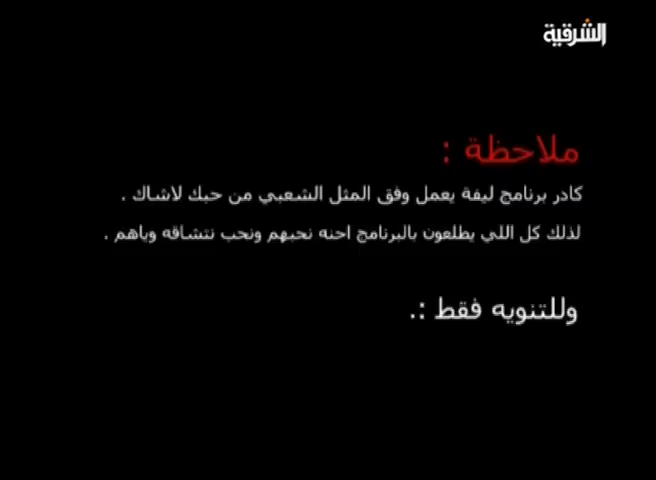 الشرقية
ملاحظة :
كادر برنامج ليفة يعمل وفق المثل الشعبي من حبك لاشاك .
لذلك كل اللي يطلعون بالبرنامج احنه نحبهم ونحب نتشاقه وياهم .
وللتنويه فقط :.